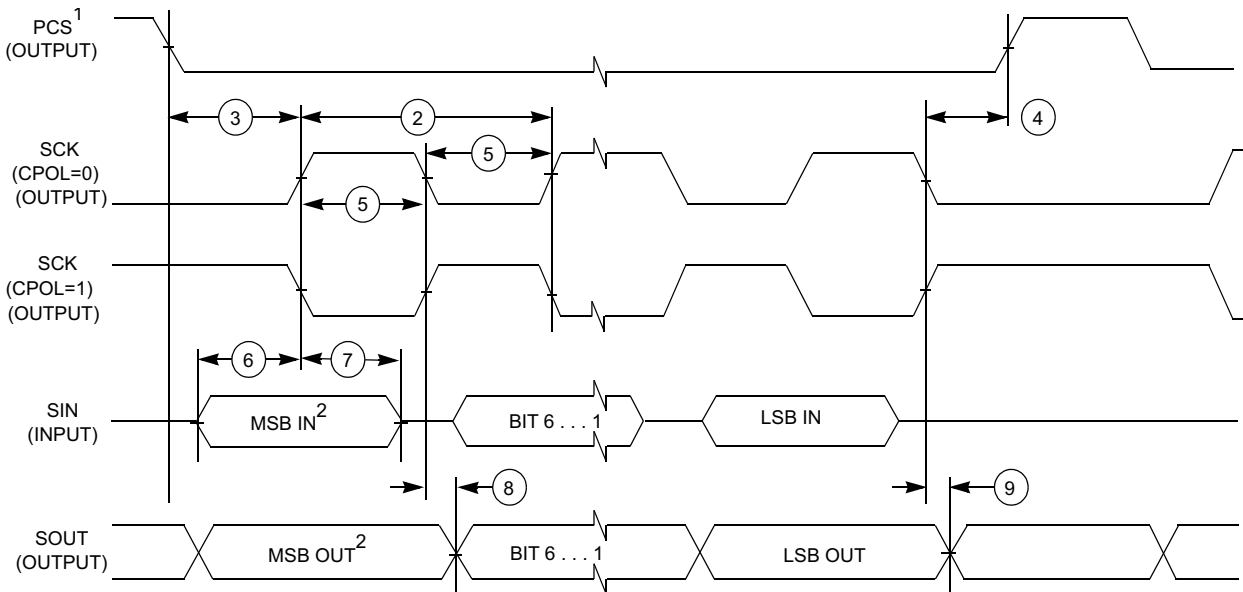 PCS1
(OUTPUT)
3
2
4
5
SCK
(CPOL=0)
(OUTPUT)
5
SCK
(CPOL=1)
(OUTPUT)
6
7
SIN
(INPUT)
MSB IN2
BIT 6 . . . 1
LSB IN
8
9
SOUT
(OUTPUT)
MSB OUT2
BIT 6 . . . 1
LSB OUT